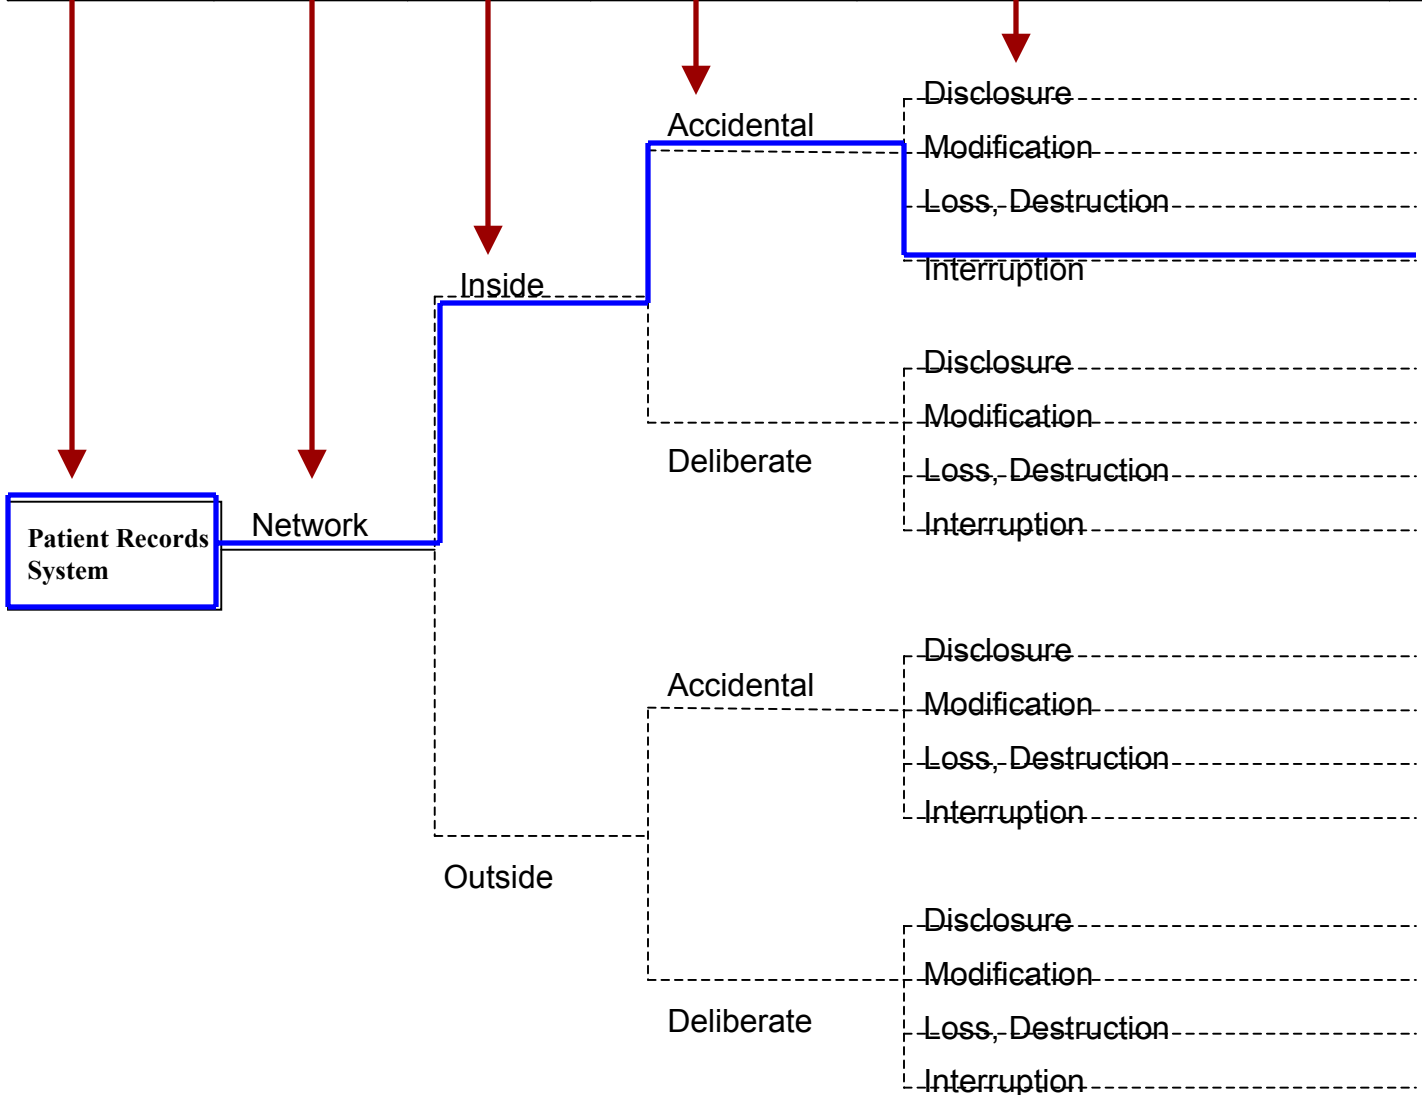 Disclosure
Accidental
Modification
Loss, Destruction
Interruption
Inside
Disclosure
Modification
Deliberate
Loss, Destruction
Interruption
Network
Patient Records
System
Disclosure
Accidental
Modification
Loss, Destruction
Interruption
Outside
Disclosure
Modification
Deliberate
Loss, Destruction
Interruption